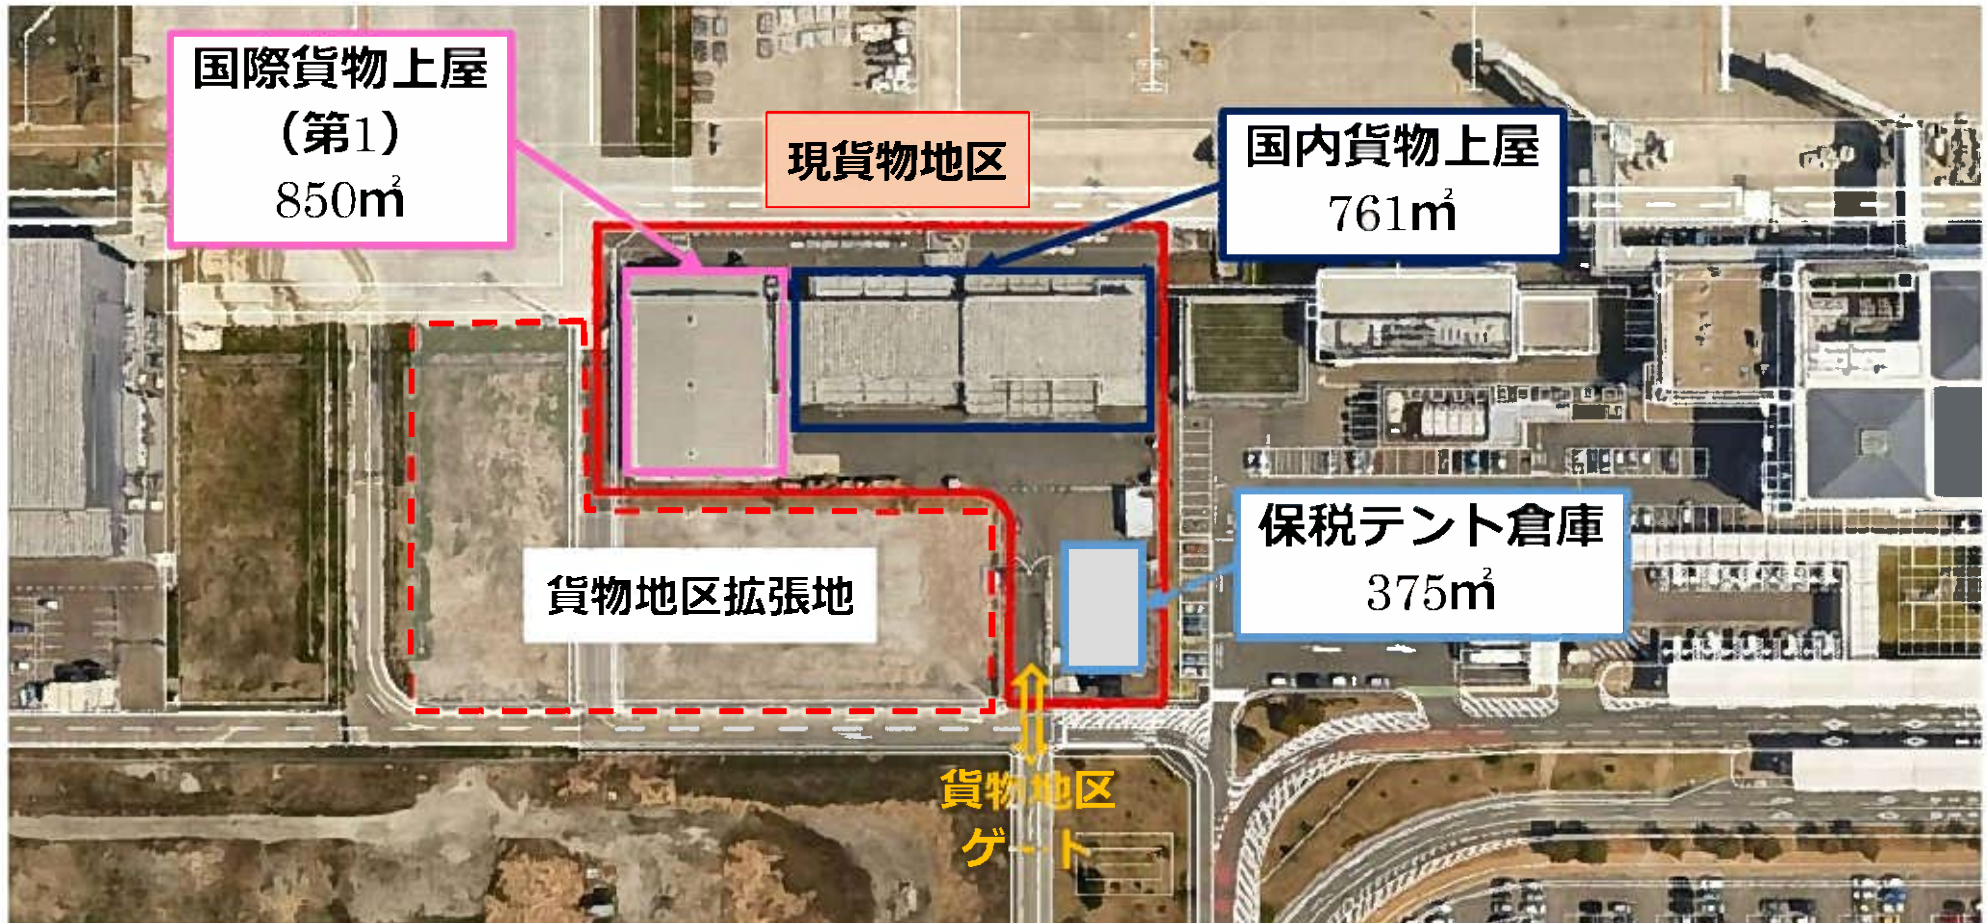 国際貨物上屋
（第1）
850㎡
現貨物地区
国内貨物上屋
761㎡
保税テント倉庫
375㎡
貨物地区拡張地
貨物地区
ゲート